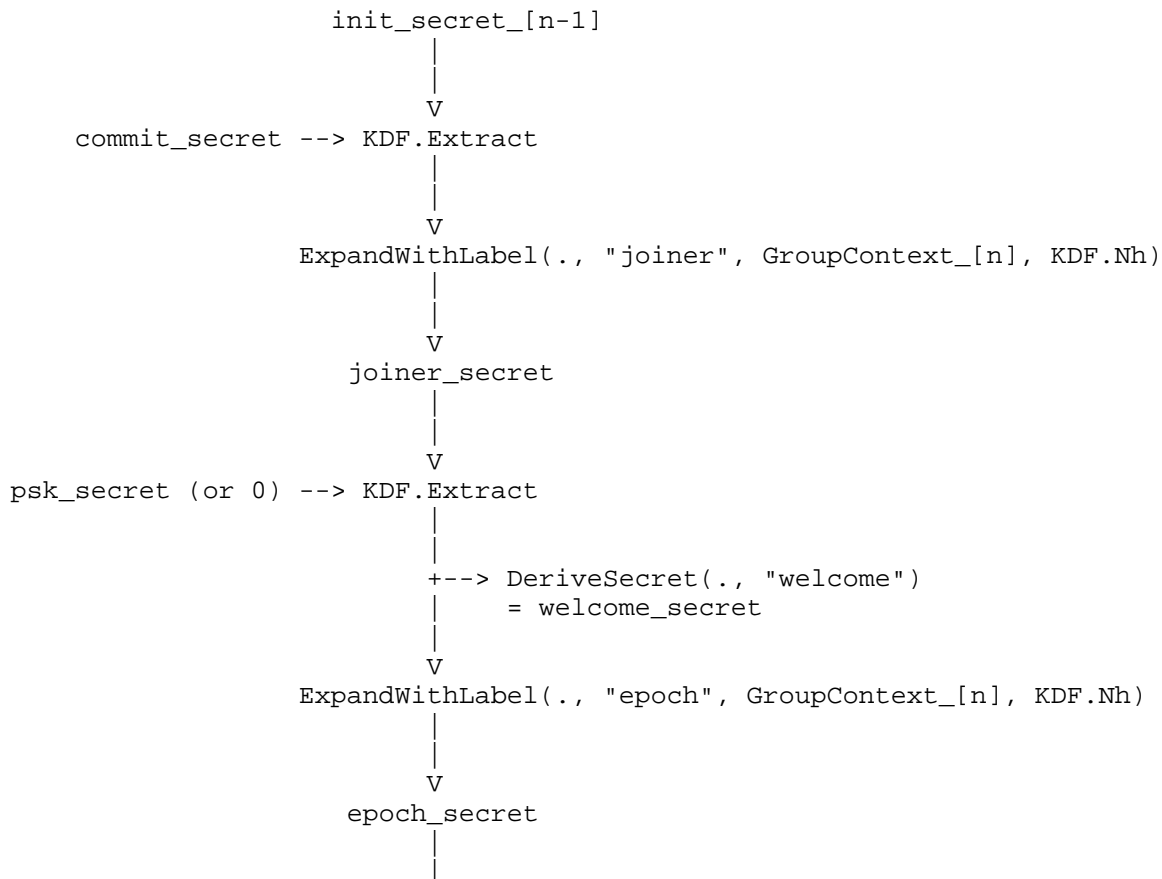 init_secret_[n-1]
|
|
V
commit_secret --> KDF.Extract
|
|
V
ExpandWithLabel(., "joiner", GroupContext_[n], KDF.Nh)
|
|
V
joiner_secret
|
|
V
psk_secret (or 0) --> KDF.Extract
|
|
+--> DeriveSecret(., "welcome")
| = welcome_secret
|
V
ExpandWithLabel(., "epoch", GroupContext_[n], KDF.Nh)
|
|
V
epoch_secret
|
|